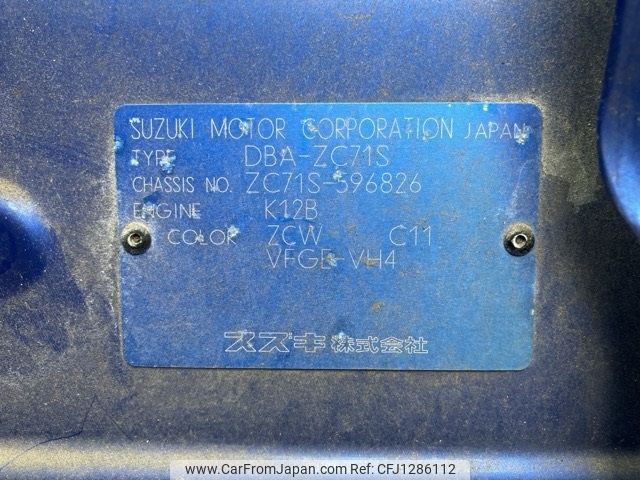 SUZUKI MOTOR CORPORATION JAPAN
TYPE DBA-ZC71S
CHASSIS NO. ZC71S-596826
ENGINE K12B
COLOR ZCW C11
VFGE-VH4
スズキ株式会社
www.CarFromJapan.com - CFJ1286112